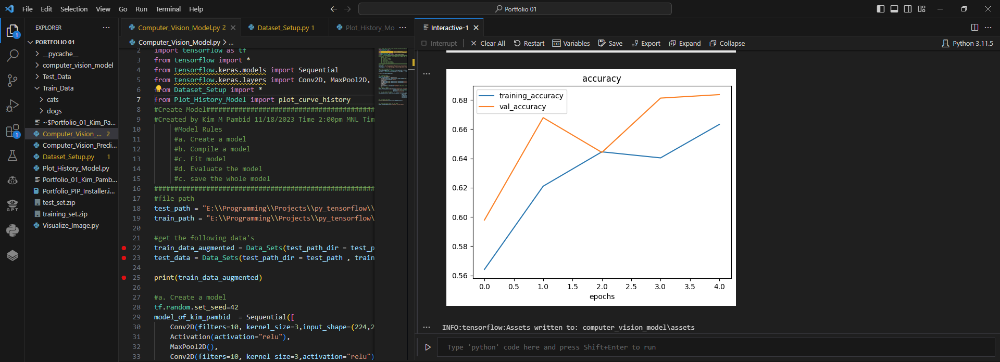 File Edit Selection View Go Run Terminal Help
Portfolio 01
EXPLORER
PORTFOLIO 01
__pycache__
computer_vision_model
Test_Data
Train_Data
cats
dogs
~$Portfolio_01_Kim_Pa...
Computer_Vision_... 2
Computer_Vision_Predi...
Dataset_Setup.py 1
Plot_History_Model.py
Portfolio_01_Kim_Pamb...
Portfolio_PIP_Installer.i...
test_set.zip
training_set.zip
Visualize_Image.py
1
1
GPT
Computer_Vision_Model.py 2
Dataset_Setup.py 1
Plot_History_Mo
Computer_Vision_Model.py > ...
2 import tensorflow as tf
3 from tensorflow import *
4 from tensorflow.keras.models import Sequential
5 from tensorflow.keras.layers import Conv2D, MaxPool2D,
6 from Dataset_Setup import *
7 from Plot_History_Model import plot_curve_history
8 #Create Model##########################################
9 #Created by Kim M Pambid 11/18/2023 Time 2:00pm MNL Tim
10 #Model Rules
11 #a. Create a model
12 #b. Compile a model
13 #c. Fit model
14 #d. Evaluate the model
15 #c. save the whole model
16 #######################################################
17 #file path
18 test_path = "E:\\Programming\\Projects\\py_tensorflow\\
19 train_path = "E:\\Programming\\Projects\\py_tensorflow\
20
21 #get the following data's
22 train_data_augmented = Data_Sets(test_path_dir = test_p
23 test_data = Data_Sets(test_path_dir = test_path , train
24
25 print(train_data_augmented)
26
27 #a. Create a model
28 tf.random.set_seed=42
29 model_of_kim_pambid = Sequential([
30 Conv2D(filters=10, kernel_size=3,input_shape=(224,2
31 Activation(activation="relu"),
32 MaxPool2D(),
33 Conv2D(filters=10, kernel_size=3,activation="relu")
Interactive-1
Interrupt Clear All Restart Variables Save Export Expand Collapse Python 3.11.5
accuracy
training_accuracy
val_accuracy
0.68
0.66
0.64
0.62
0.60
0.58
0.56
0.0 0.5 1.0 1.5 2.0 2.5 3.0 3.5 4.0
epochs
INFO:tensorflow:Assets written to: computer_vision_model\assets
Type 'python' code here and press Shift+Enter to run